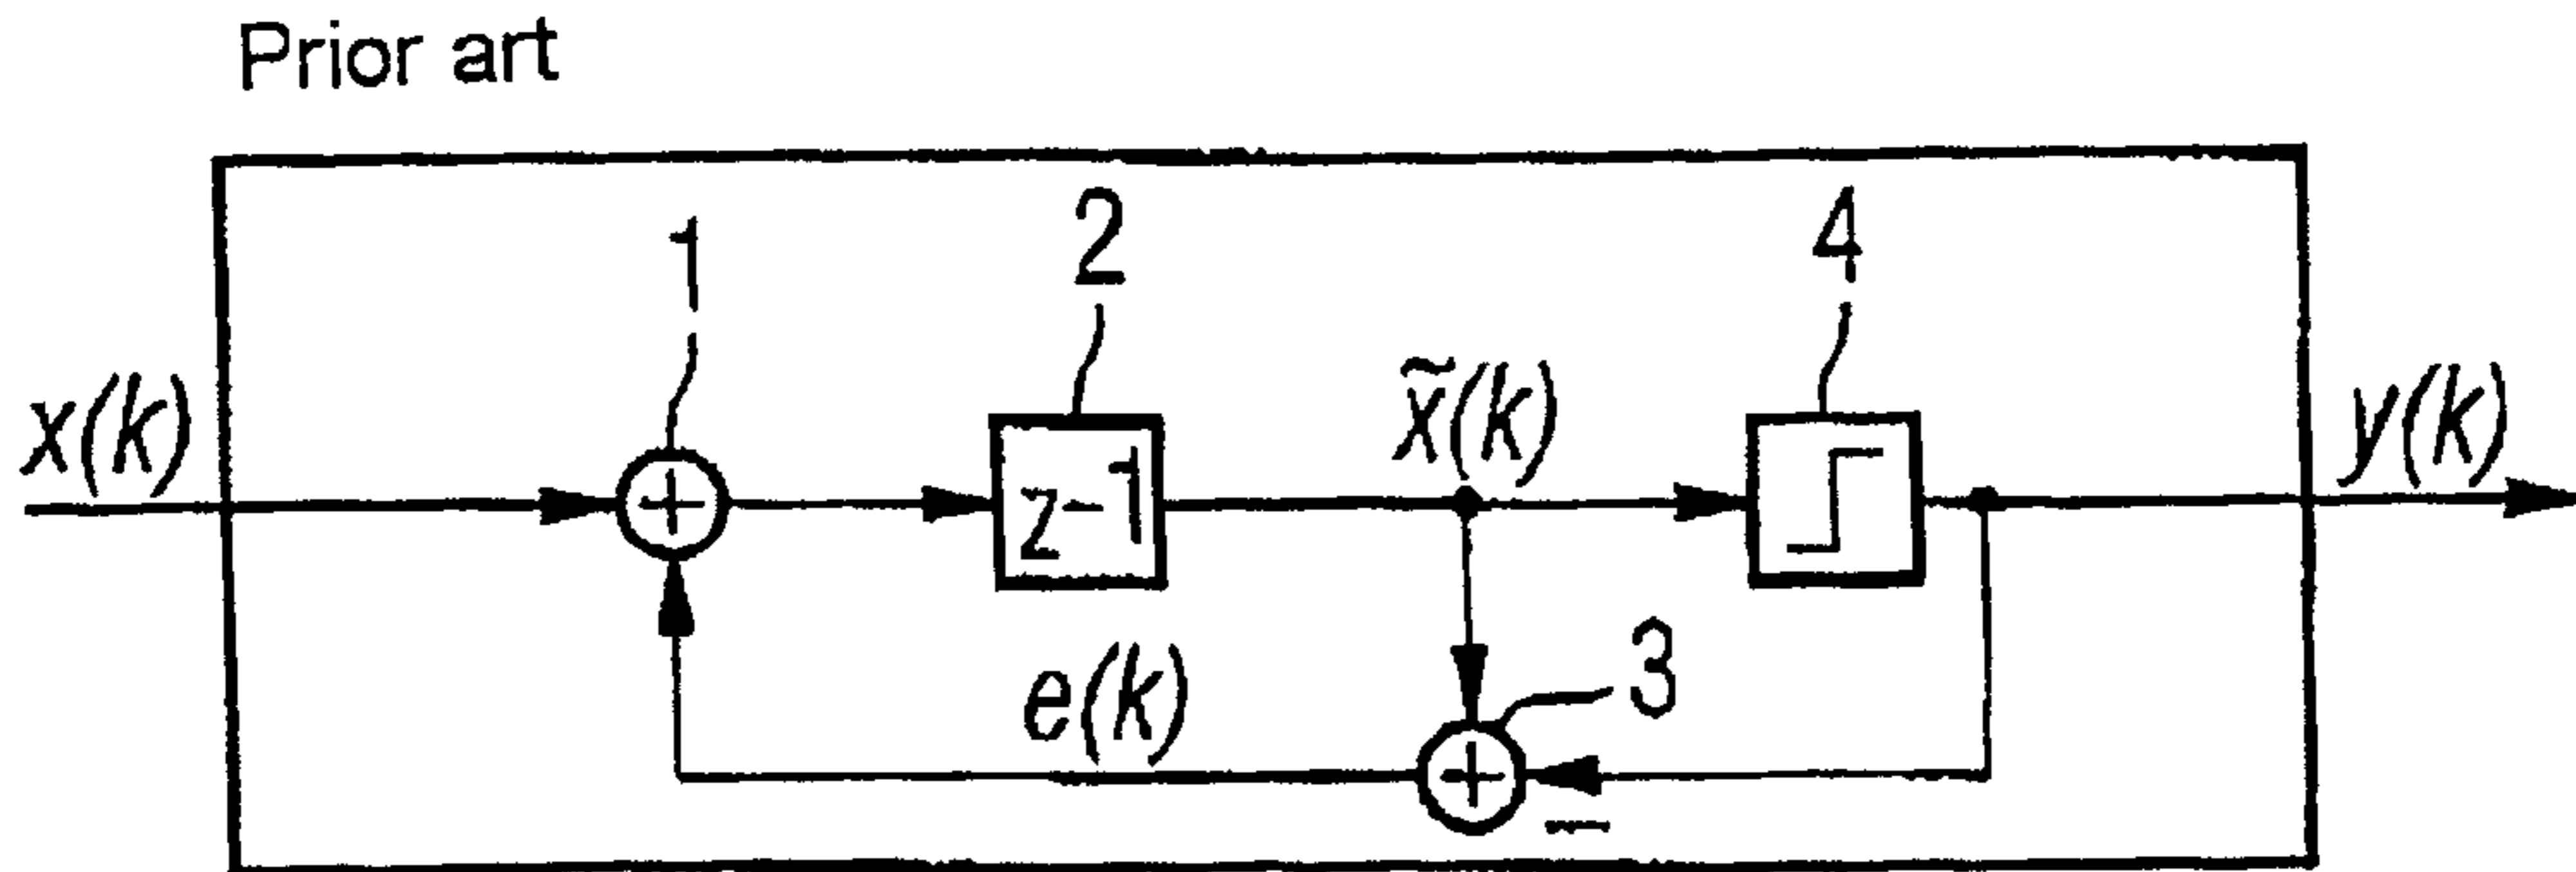 Prior art
1
2
4
x(k)
z⁻¹
x̃(k)
y(k)
e(k)
3